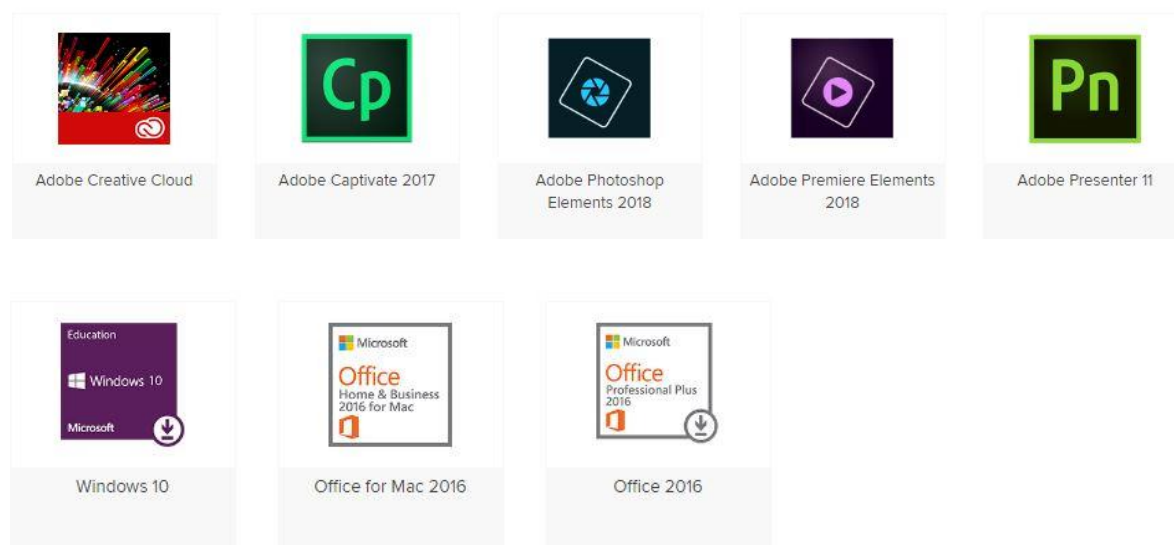 Cp
Pn
Adobe Creative Cloud
Adobe Captivate 2017
Adobe Photoshop
Elements 2018
Adobe Premiere Elements
2018
Adobe Presenter 11
Education
Windows 10
Microsoft
Microsoft
Office
Home & Business
2016 for Mac
Microsoft
Office
Professional Plus
2016
Windows 10
Office for Mac 2016
Office 2016